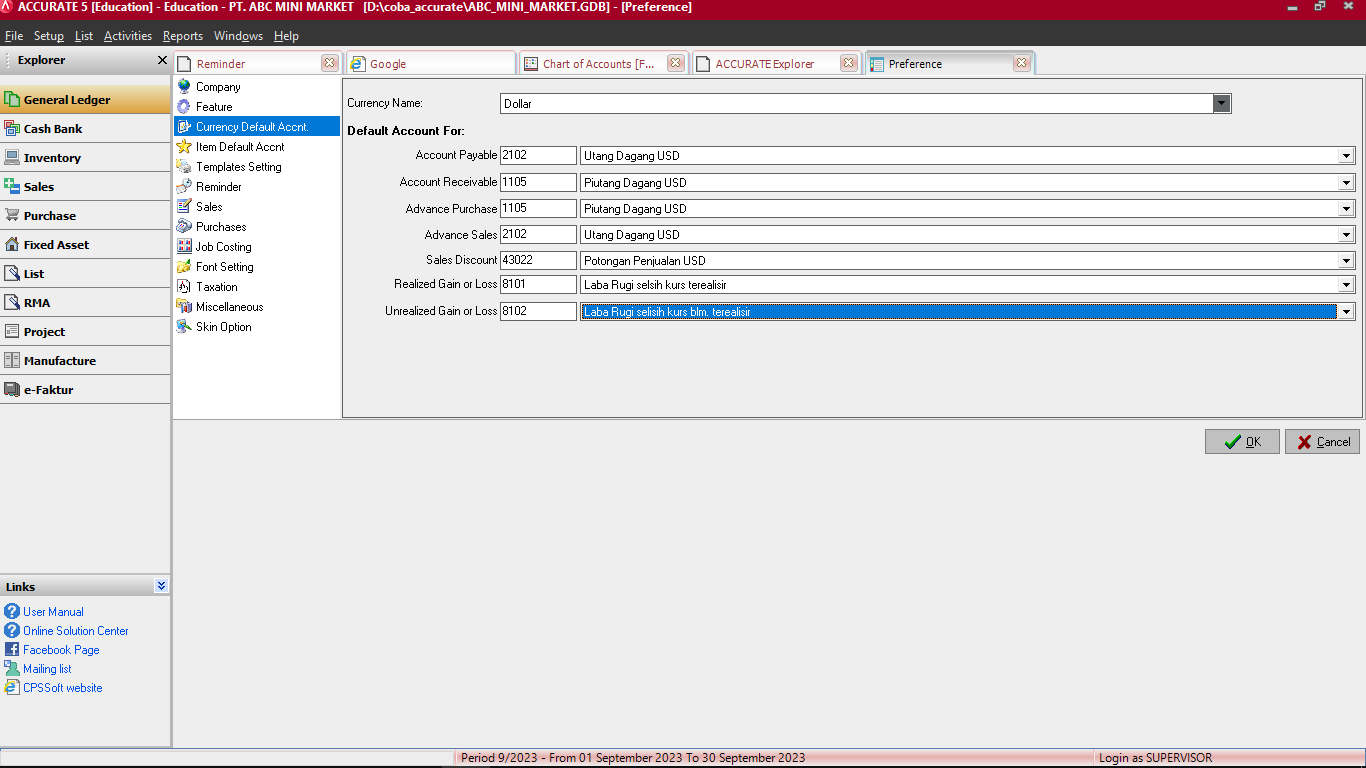 ACCURATE 5 [Education] - Education - PT. ABC MINI MARKET [D:\coba_accurate\ABC_MINI_MARKET.GDB] - [Preference]
File Setup List Activities Reports Windows Help
Explorer
Reminder
Google
Chart of Accounts [F...
ACCURATE Explorer
Preference
General Ledger
Cash Bank
Inventory
Sales
Purchase
Fixed Asset
List
RMA
Project
Manufacture
e-Faktur
Company
Feature
Currency Default Accnt.
Item Default Accnt
Templates Setting
Reminder
Sales
Purchases
Job Costing
Font Setting
Taxation
Miscellaneous
Skin Option
Currency Name: Dollar
Default Account For:
Account Payable 2102 Utang Dagang USD
Account Receivable 1105 Piutang Dagang USD
Advance Purchase 1105 Piutang Dagang USD
Advance Sales 2102 Utang Dagang USD
Sales Discount 43022 Potongan Penjualan USD
Realized Gain or Loss 8101 Laba Rugi selsih kurs terealisir
Unrealized Gain or Loss 8102 Laba Rugi selisih kurs blm. terealisir
OK Cancel
Links
User Manual
Online Solution Center
Facebook Page
Mailing list
CPSSoft website
Period 9/2023 - From 01 September 2023 To 30 September 2023
Login as SUPERVISOR